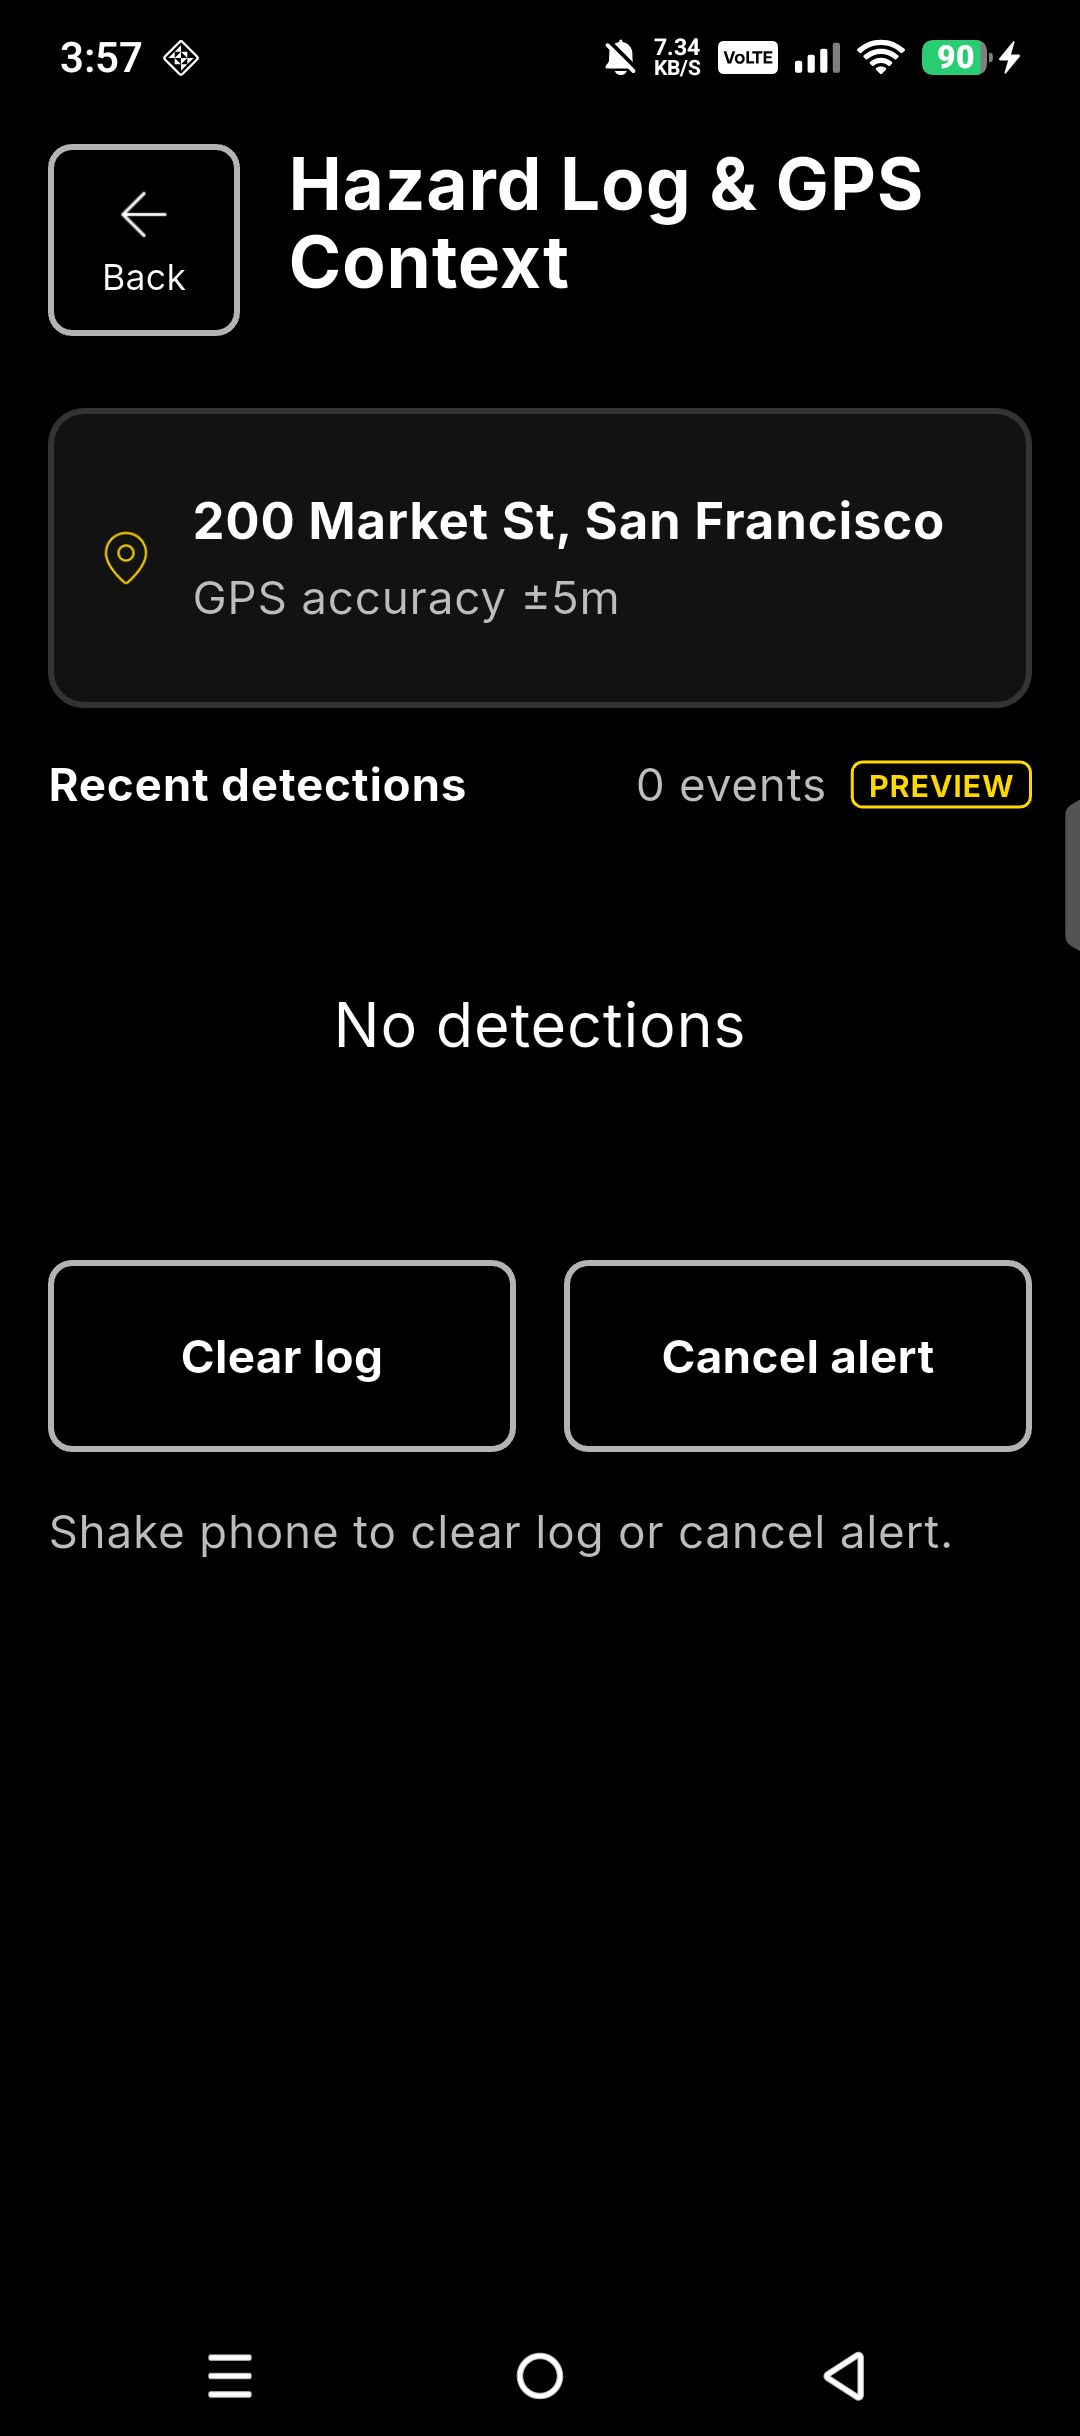 3:57
7.34
KB/S
VoLTE
90
Hazard Log & GPS
Context
Back
200 Market St, San Francisco
GPS accuracy ±5m
Recent detections
0 events
PREVIEW
No detections
Clear log
Cancel alert
Shake phone to clear log or cancel alert.